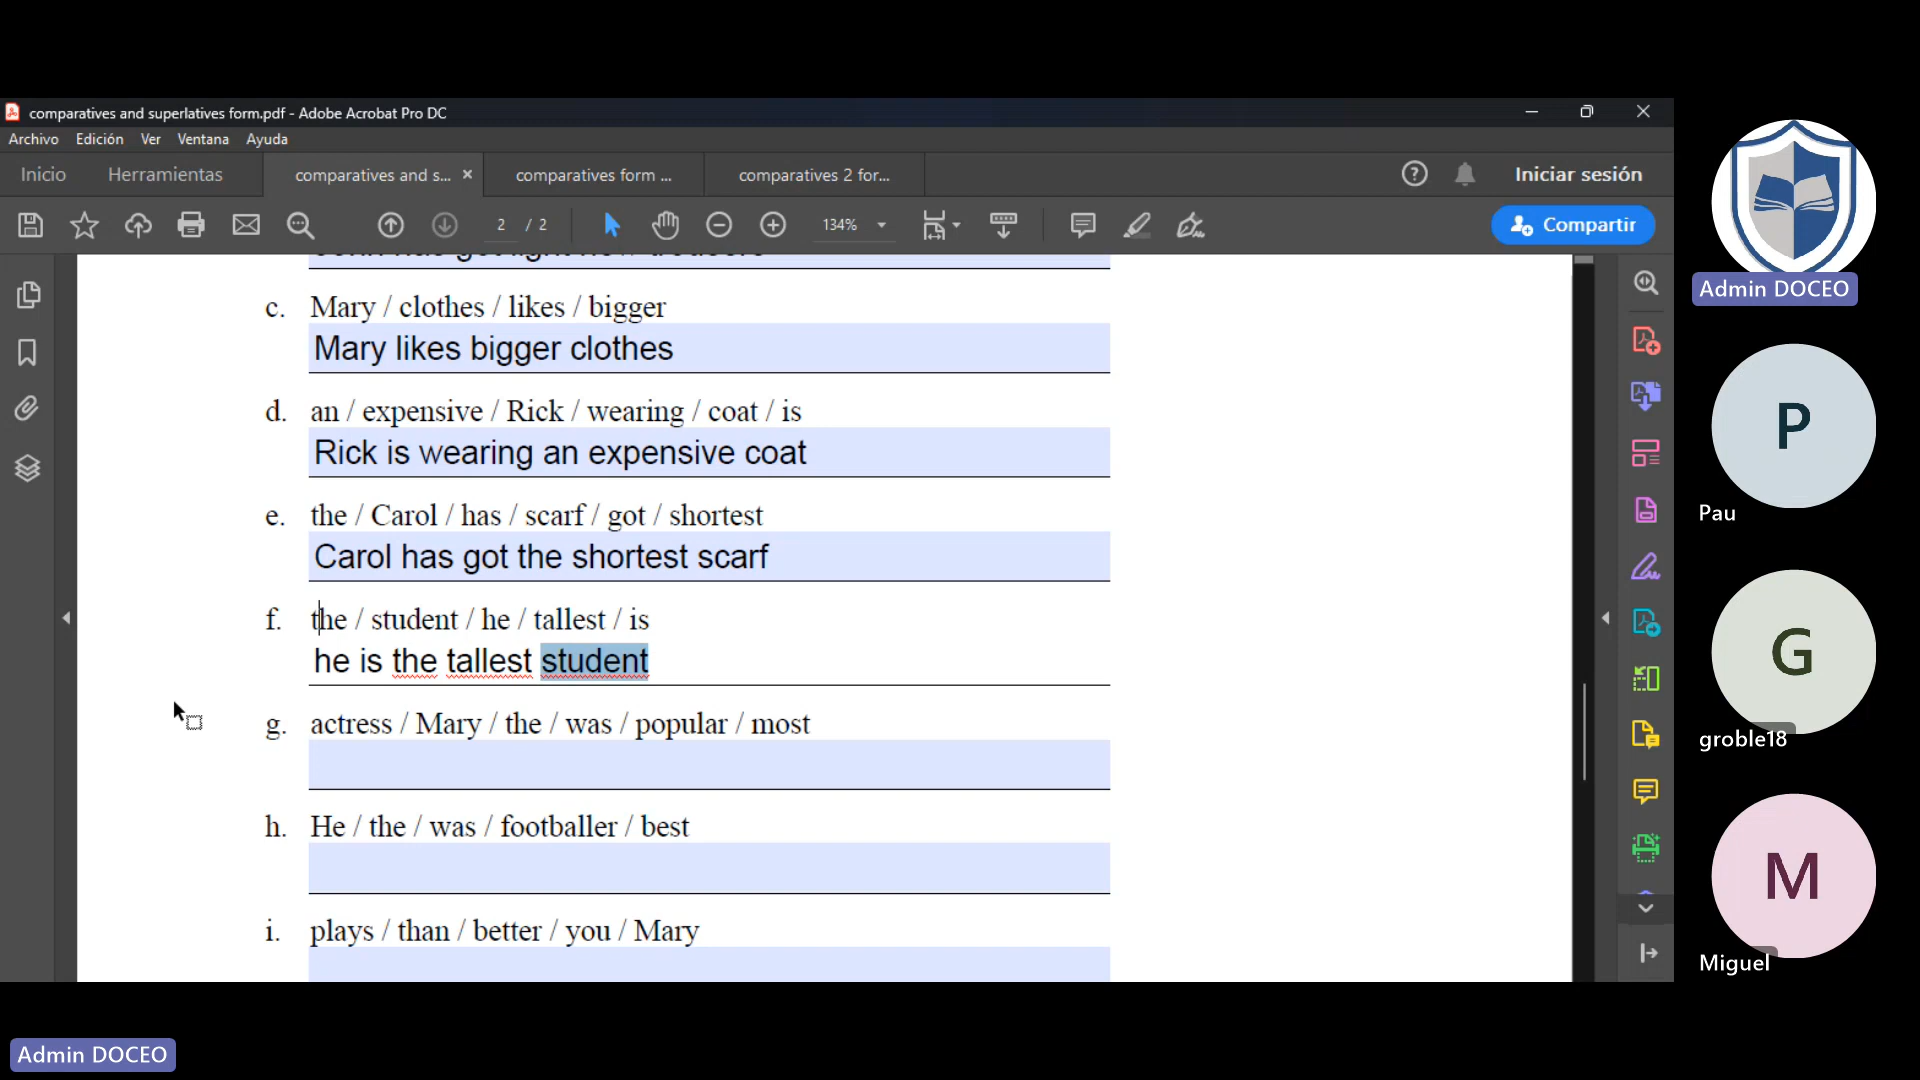 comparatives and superlatives form.pdf - Adobe Acrobat Pro DC
Archivo Edición Ver Ventana Ayuda
Inicio Herramientas comparatives and s... × comparatives form ... comparatives 2 for... Iniciar sesión
2 / 2 134% Compartir
c. Mary / clothes / likes / bigger
Mary likes bigger clothes
d. an / expensive / Rick / wearing / coat / is
Rick is wearing an expensive coat
e. the / Carol / has / scarf / got / shortest
Carol has got the shortest scarf
f. the / student / he / tallest / is
he is the tallest student
g. actress / Mary / the / was / popular / most
h. He / the / was / footballer / best
i. plays / than / better / you / Mary
Admin DOCEO
P
Pau
G
groble18
M
Miguel
Admin DOCEO